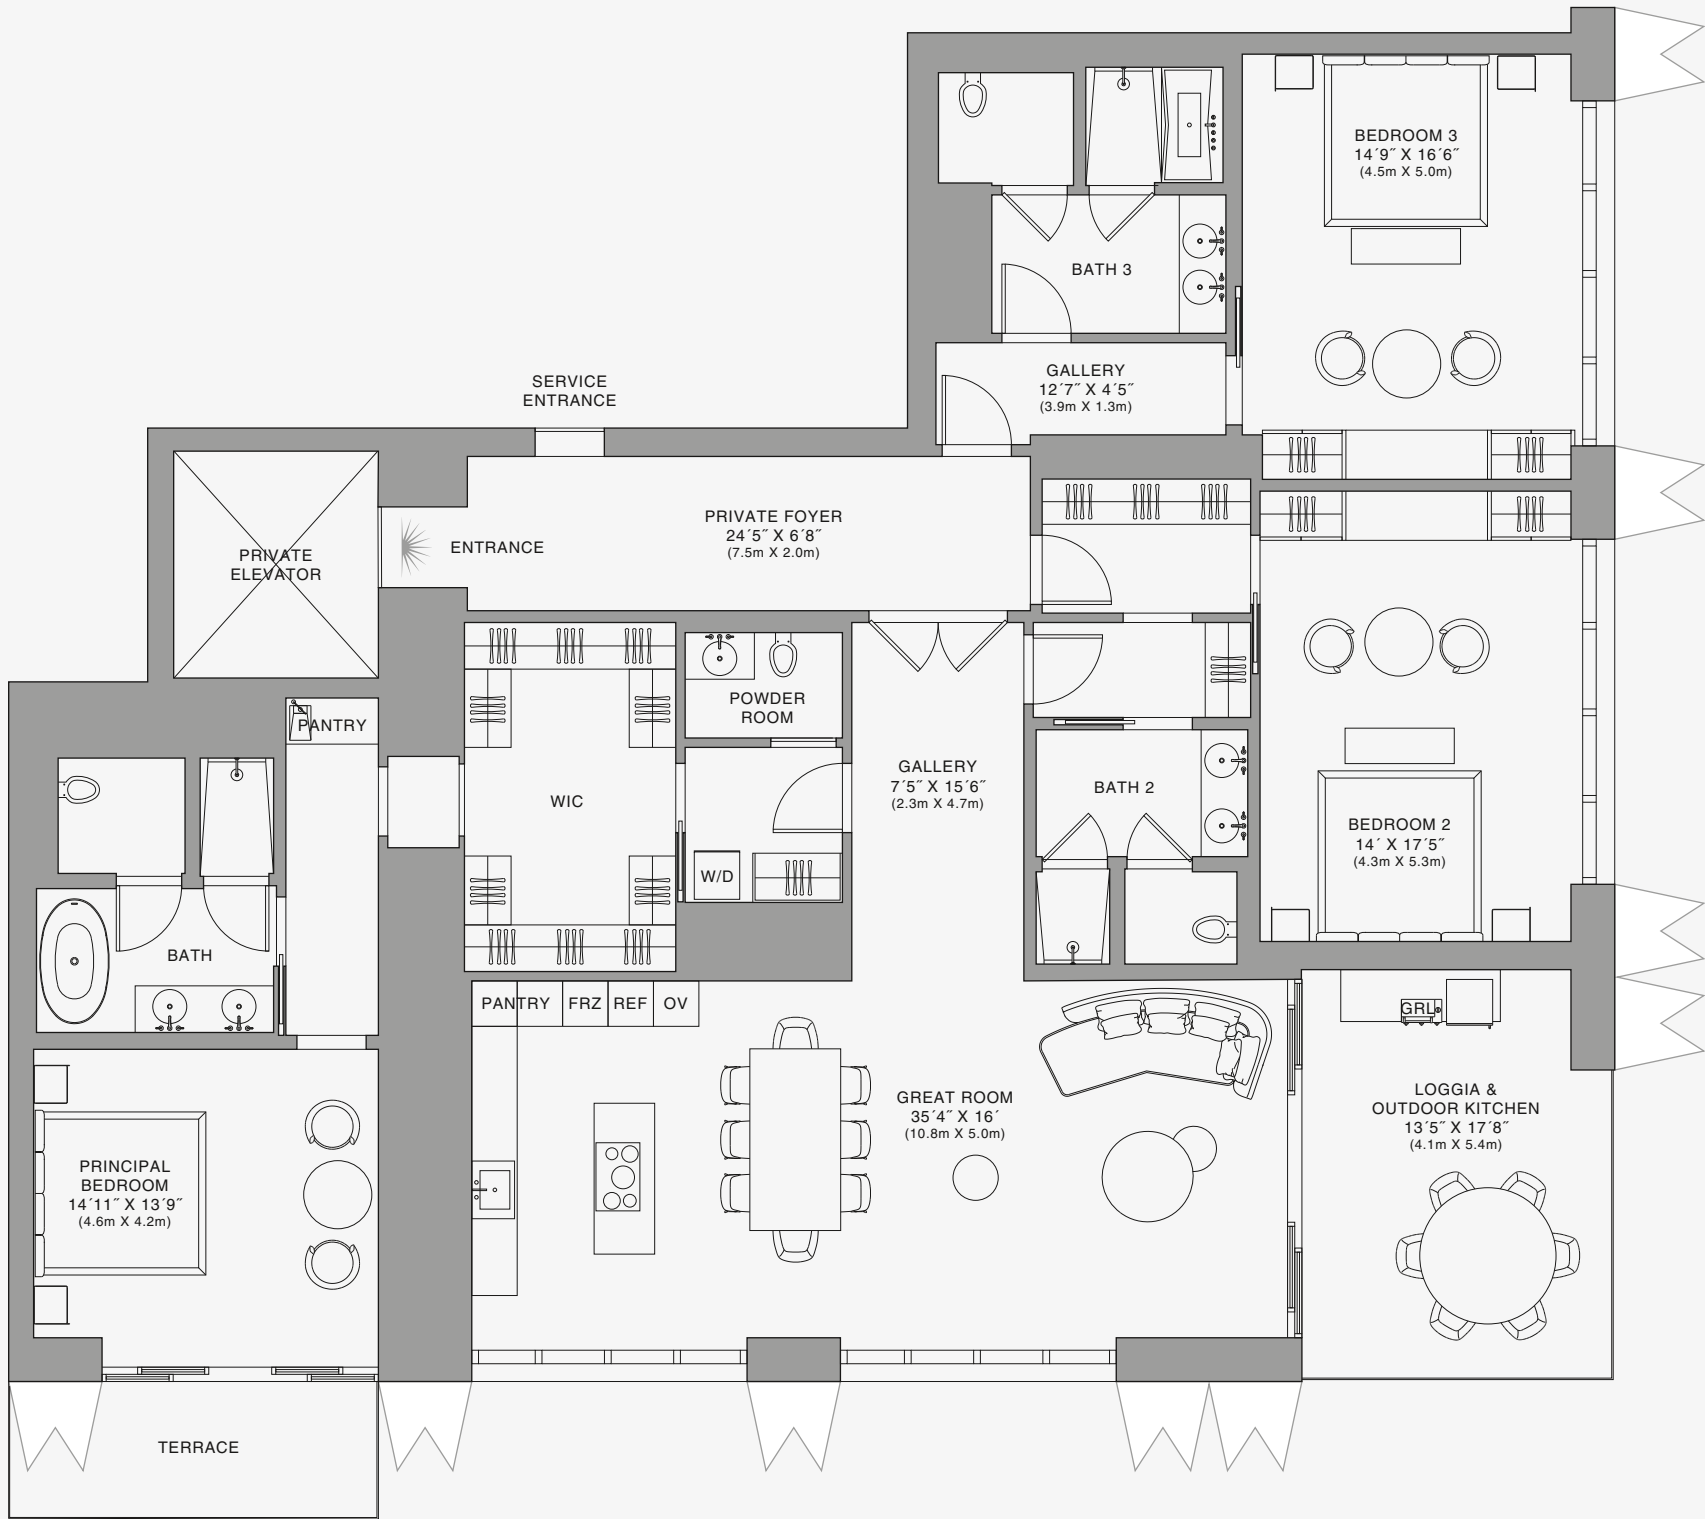 BEDROOM 3
14´9˝ X 16´6˝
(4.5m X 5.0m)
BATH 3
GALLERY
12´7˝ X 4´5˝
(3.9m X 1.3m)
SERVICE
ENTRANCE
PRIVATE
ELEVATOR
ENTRANCE
PRIVATE FOYER
24´5˝ X 6´8˝
(7.5m X 2.0m)
PANTRY
WIC
POWDER
ROOM
W/D
GALLERY
7´5˝ X 15´6˝
(2.3m X 4.7m)
BATH 2
BEDROOM 2
14´ X 17´5˝
(4.3m X 5.3m)
BATH
PANTRY
FRZ
REF
OV
GRL
PRINCIPAL
BEDROOM
14´11˝ X 13´9˝
(4.6m X 4.2m)
GREAT ROOM
35´4˝ X 16´
(10.8m X 5.0m)
LOGGIA &
OUTDOOR KITCHEN
13´5˝ X 17´8˝
(4.1m X 5.4m)
TERRACE